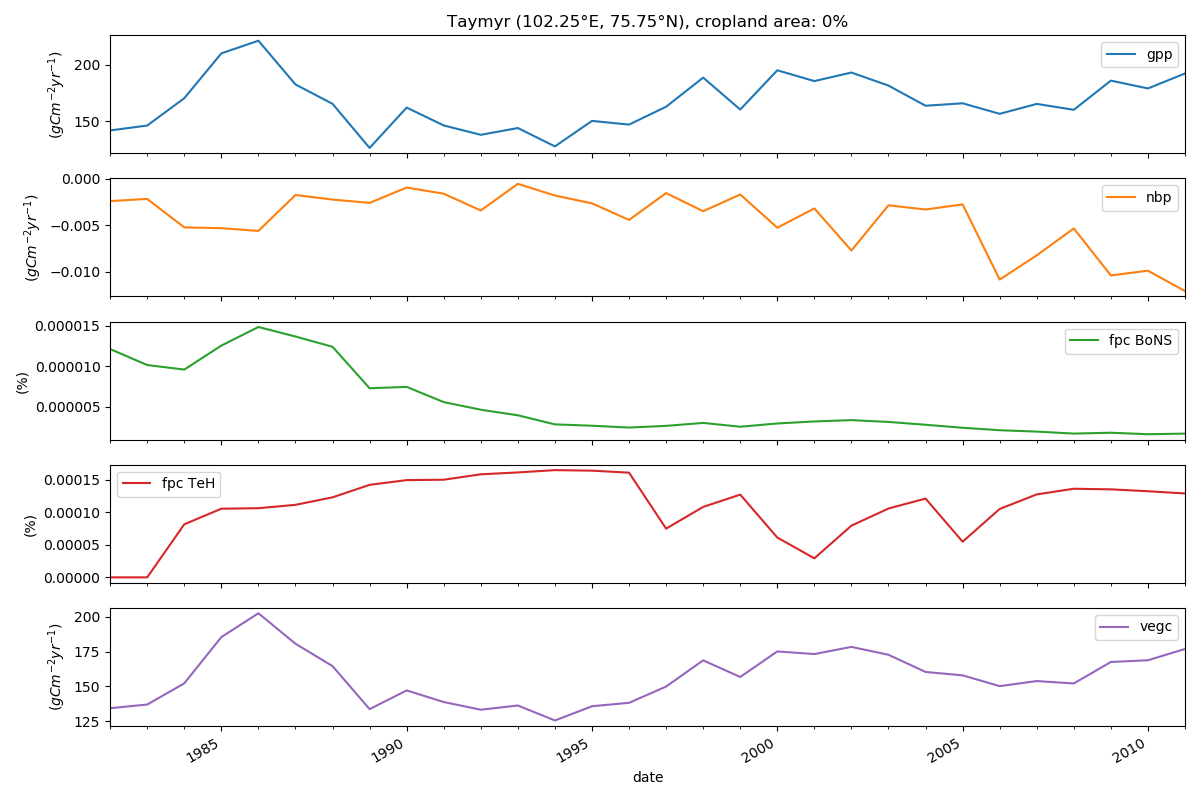 Taymyr (102.25°E, 75.75°N), cropland area: 0%
200
150
(gCm⁻²yr⁻¹)
gpp
0.000
−0.005
−0.010
(gCm⁻²yr⁻¹)
nbp
0.000015
0.000010
0.000005
(%)
fpc BoNS
0.00015
0.00010
0.00005
0.00000
(%)
fpc TeH
200
175
150
125
(gCm⁻²yr⁻¹)
vegc
1985
1990
1995
2000
2005
2010
date